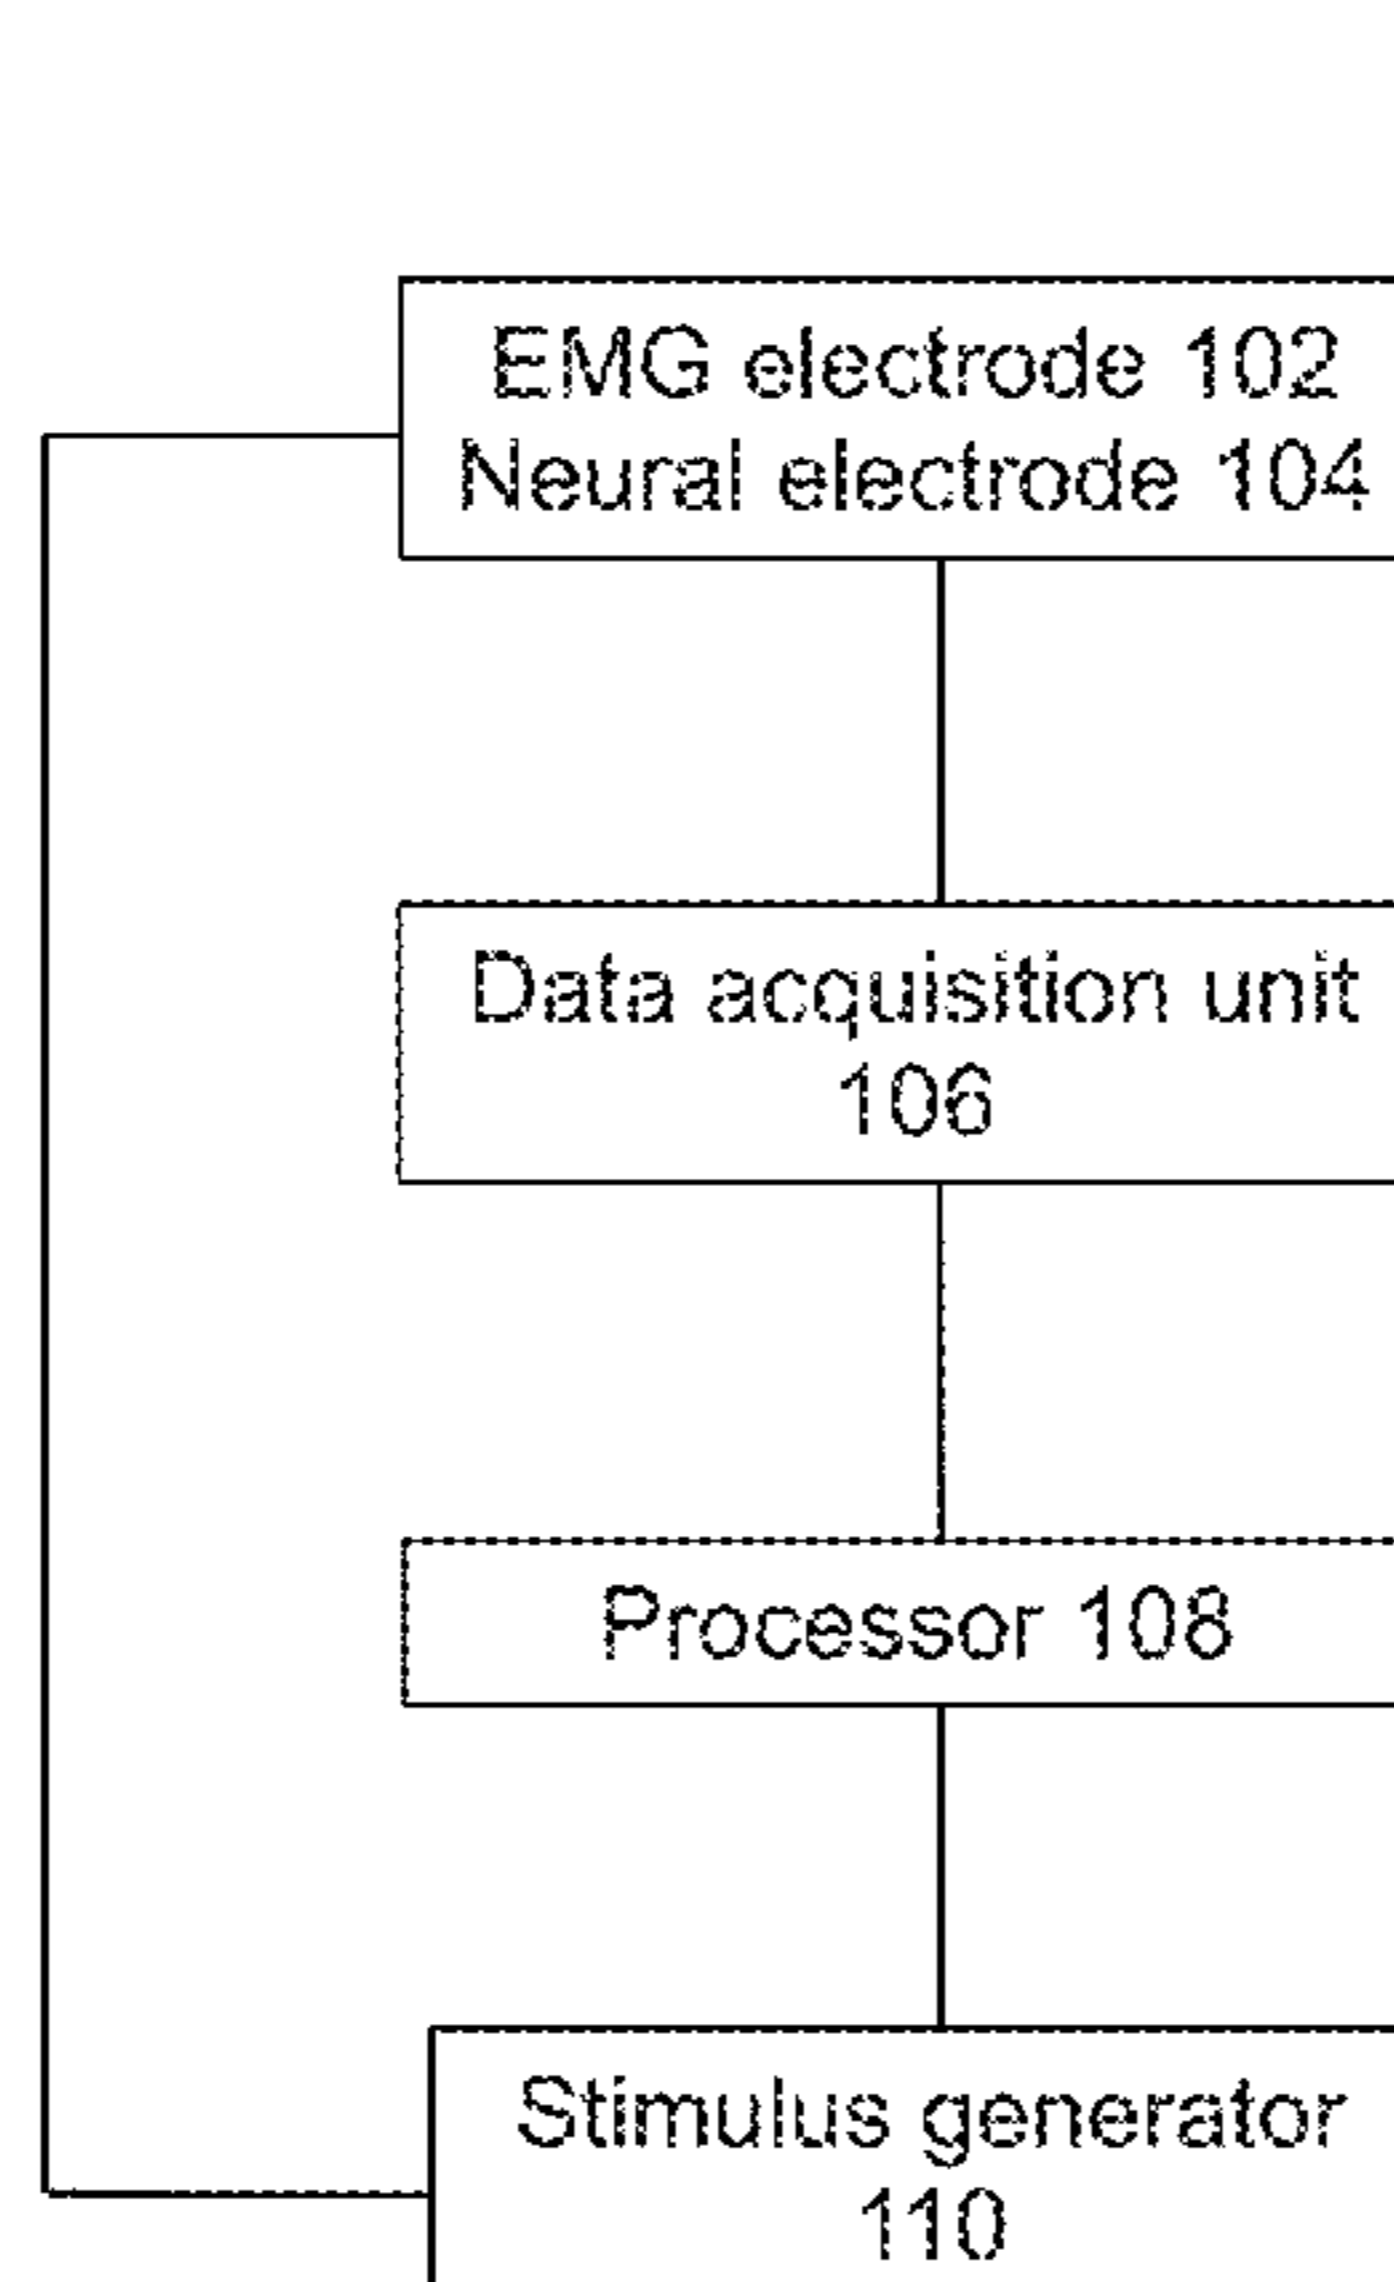 EMG electrode 102
Neural electrode 104
Data acquisition unit
106
Processor 108
Stimulus generator
110